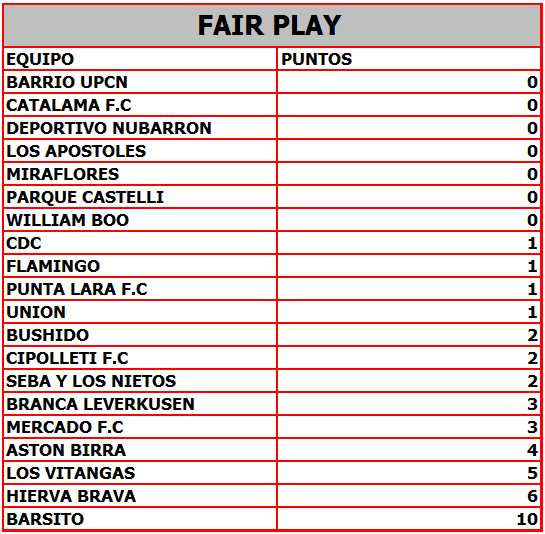 FAIR PLAY
EQUIPO PUNTOS
BARRIO UPCN 0
CATALAMA F.C 0
DEPORTIVO NUBARRON 0
LOS APOSTOLES 0
MIRAFLORES 0
PARQUE CASTELLI 0
WILLIAM BOO 0
CDC 1
FLAMINGO 1
PUNTA LARA F.C 1
UNION 1
BUSHIDO 2
CIPOLLETI F.C 2
SEBA Y LOS NIETOS 2
BRANCA LEVERKUSEN 3
MERCADO F.C 3
ASTON BIRRA 4
LOS VITANGAS 5
HIERVA BRAVA 6
BARSITO 10